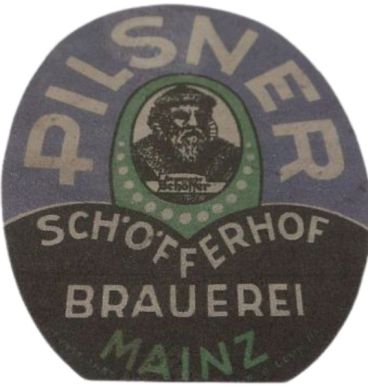 PILSNER
SCHÖFFERHOF
BRAUEREI
MAINZ